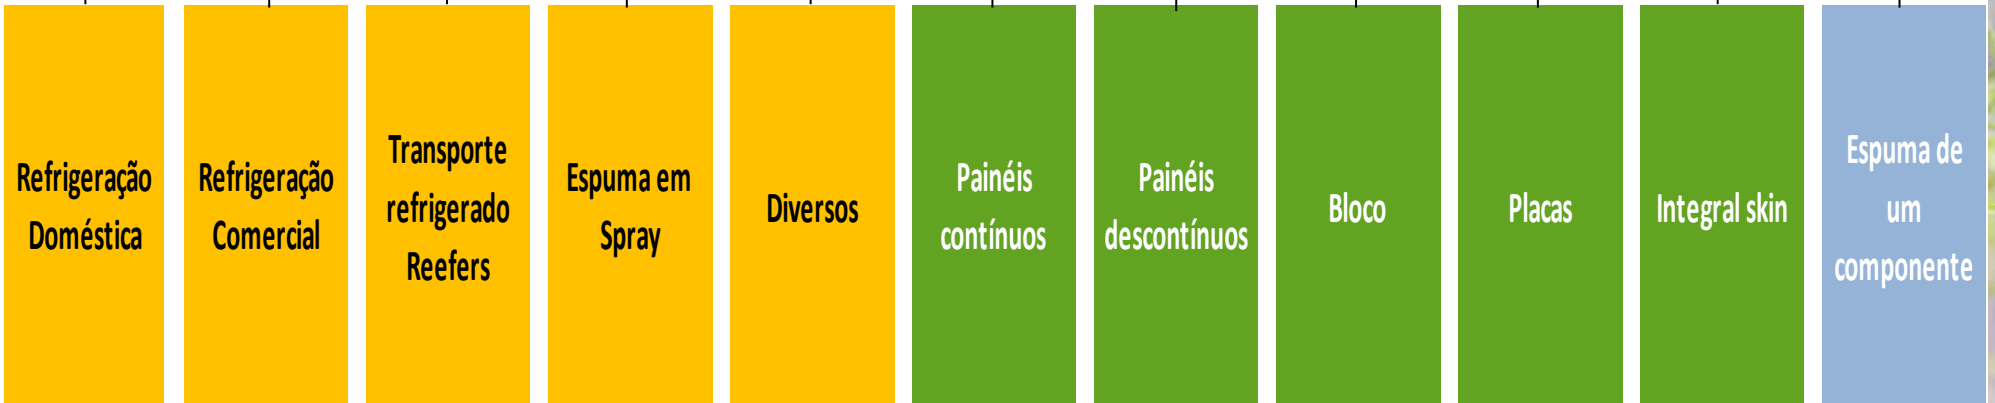 Refrigeração
Doméstica
Refrigeração
Comercial
Transporte
refrigerado
Reefers
Espuma em
Spray
Diversos
Painéis
contínuos
Painéis
descontínuos
Bloco
Placas
Integral skin
Espuma de
um
componente